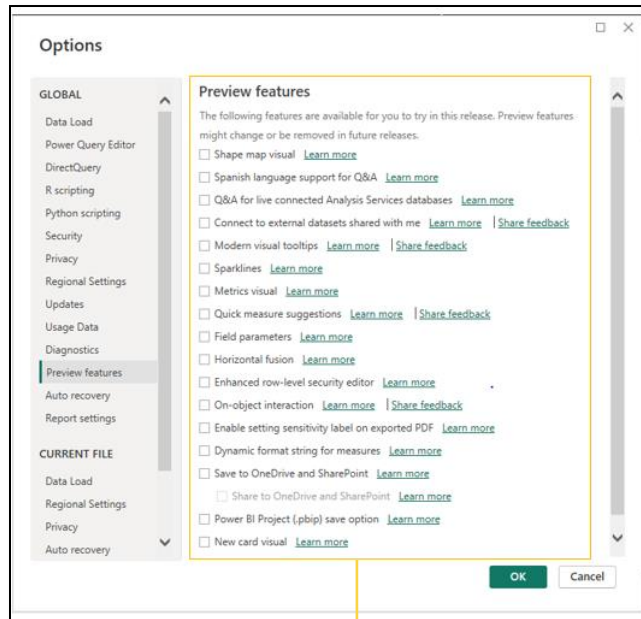 Options
GLOBAL
Data Load
Power Query Editor
DirectQuery
R scripting
Python scripting
Security
Privacy
Regional Settings
Updates
Usage Data
Diagnostics
Preview features
Auto recovery
Report settings
CURRENT FILE
Data Load
Regional Settings
Privacy
Auto recovery
Preview features
The following features are available for you to try in this release. Preview features
might change or be removed in future releases.
Shape map visual Learn more
Spanish language support for Q&A Learn more
Q&A for live connected Analysis Services databases Learn more
Connect to external datasets shared with me Learn more | Share feedback
Modern visual tooltips Learn more | Share feedback
Sparklines Learn more
Metrics visual Learn more
Quick measure suggestions Learn more | Share feedback
Field parameters Learn more
Horizontal fusion Learn more
Enhanced row-level security editor Learn more
On-object interaction Learn more | Share feedback
Enable setting sensitivity label on exported PDF Learn more
Dynamic format string for measures Learn more
Save to OneDrive and SharePoint Learn more
Share to OneDrive and SharePoint Learn more
Power BI Project (.pbip) save option Learn more
New card visual Learn more
OK Cancel